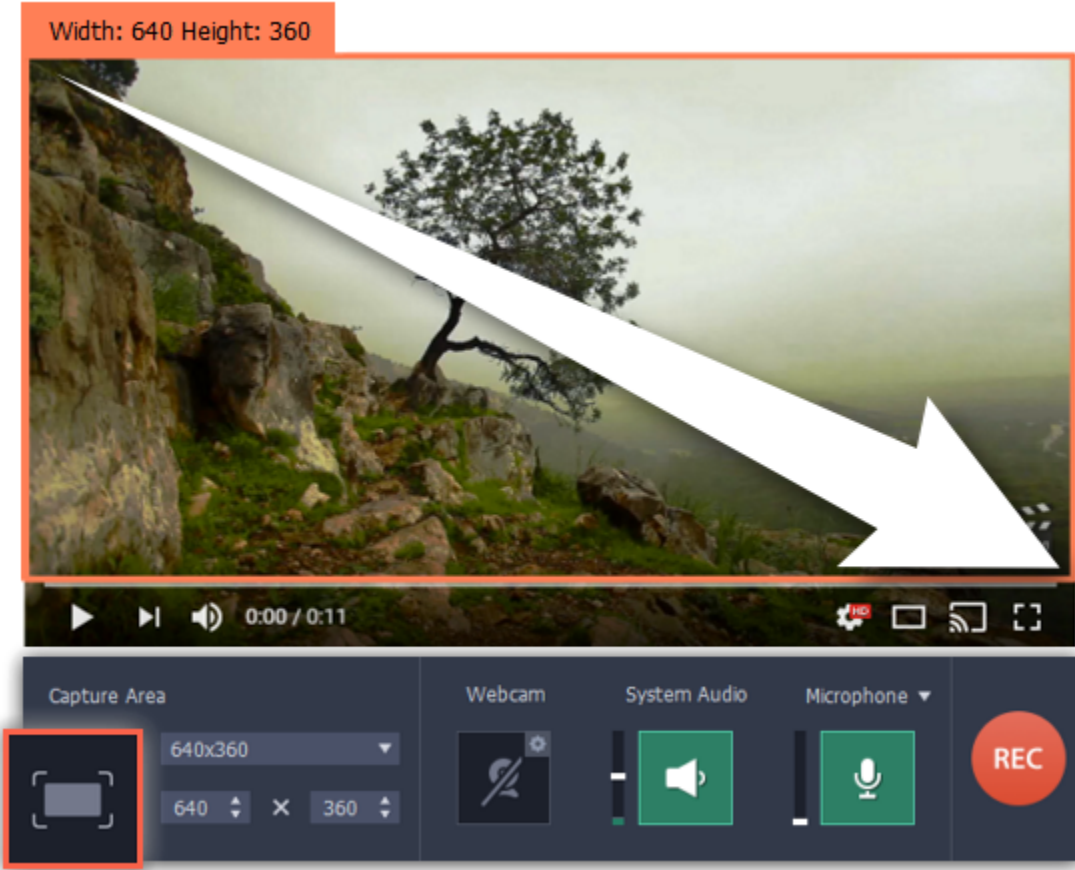 Width: 640 Height: 360
0:00 / 0:11
HD
Capture Area
Webcam
System Audio
Microphone
640x360
640 × 360
REC